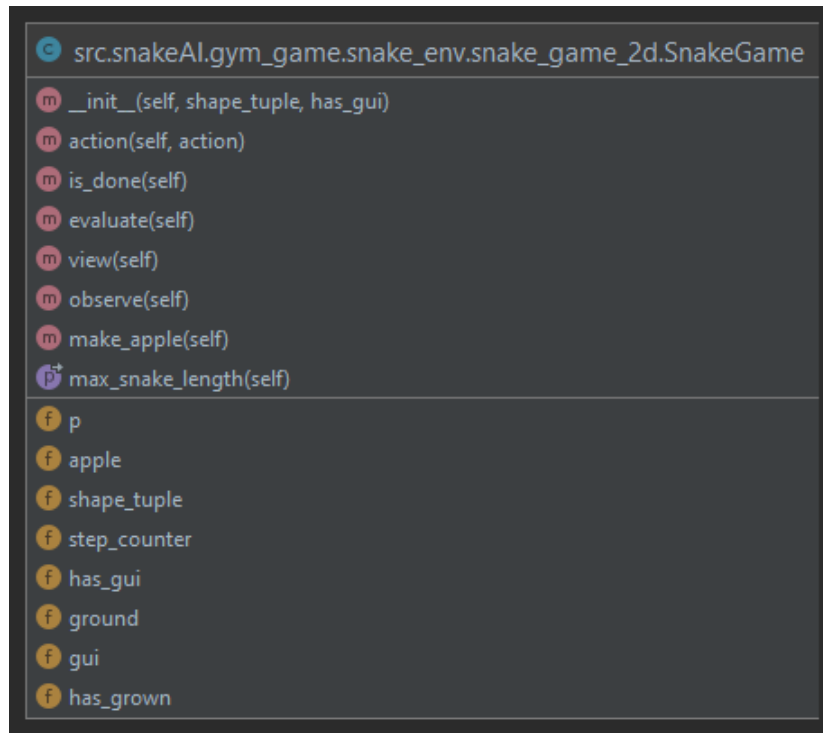 C src.snakeAI.gym_game.snake_env.snake_game_2d.SnakeGame
m __init__(self, shape_tuple, has_gui)
m action(self, action)
m is_done(self)
m evaluate(self)
m view(self)
m observe(self)
m make_apple(self)
p max_snake_length(self)
f p
f apple
f shape_tuple
f step_counter
f has_gui
f ground
f gui
f has_grown